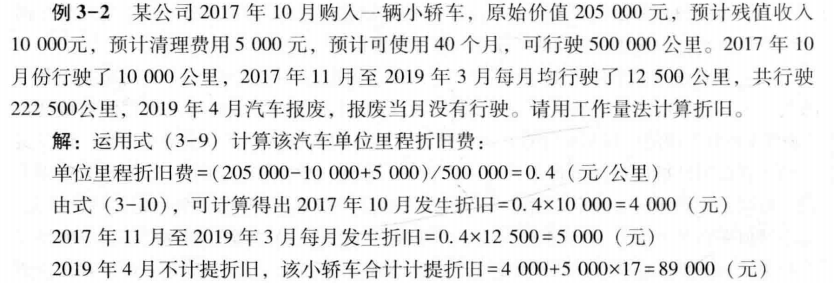 例 3-2 某公司 2017 年 10 月购入一辆小轿车，原始价值 205 000 元，预计残值收入
10 000元，预计清理费用 5 000 元，预计可使用 40 个月，可行驶 500 000 公里。2017 年 10
月份行驶了 10 000 公里，2017 年 11 月至 2019 年 3 月每月均行驶了 12 500 公里，共行驶
222 500公里，2019 年 4 月汽车报废，报废当月没有行驶。请用工作量法计算折旧。
解：运用式（3-9）计算该汽车单位里程折旧费：
单位里程折旧费=(205 000-10 000+5 000)/500 000=0.4（元/公里）
由式（3-10），可计算得出 2017 年 10 月发生折旧=0.4×10 000=4 000（元）
2017 年 11 月至 2019 年 3 月每月发生折旧=0.4×12 500=5 000（元）
2019 年 4 月不计提折旧，该小轿车合计计提折旧=4 000+5 000×17=89 000（元）